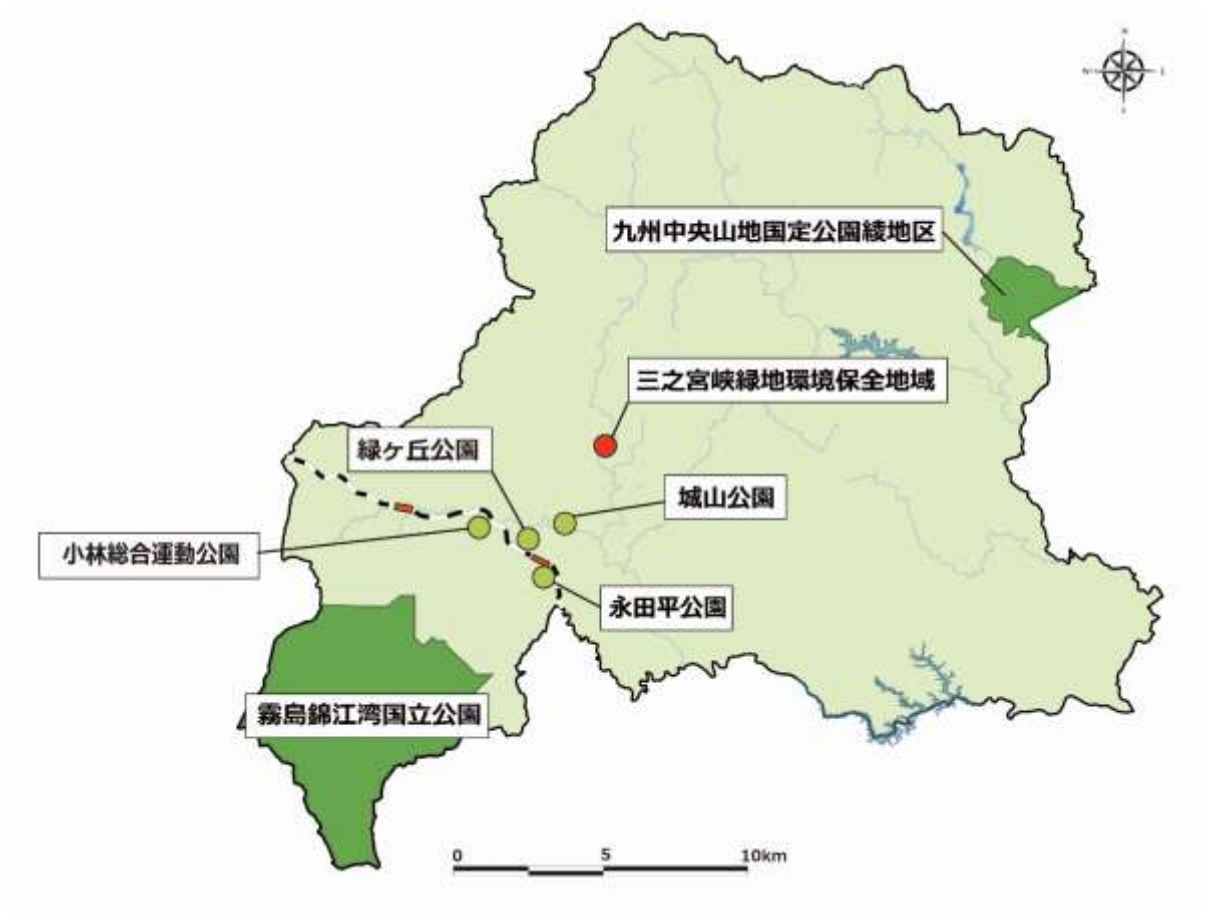 N
九州中央山地国定公園綾地区
三之宮峡緑地環境保全地域
緑ヶ丘公園
城山公園
小林総合運動公園
永田平公園
霧島錦江湾国立公園
0 5 10km